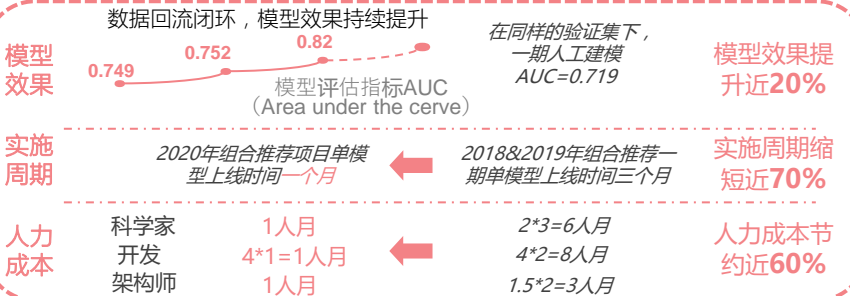 数据回流闭环，模型效果持续提升
模型
效果
0.749
0.752
0.82
模型评估指标AUC
（Area under the cerve）
在同样的验证集下，
一期人工建模
AUC=0.719
模型效果提
升近20%
实施
周期
2020年组合推荐项目单模
型上线时间一个月
2018&2019年组合推荐一
期单模型上线时间三个月
实施周期缩
短近70%
人力
成本
科学家
1人月
2*3=6人月
开发
4*1=1人月
4*2=8人月
架构师
1人月
1.5*2=3人月
人力成本节
约近60%